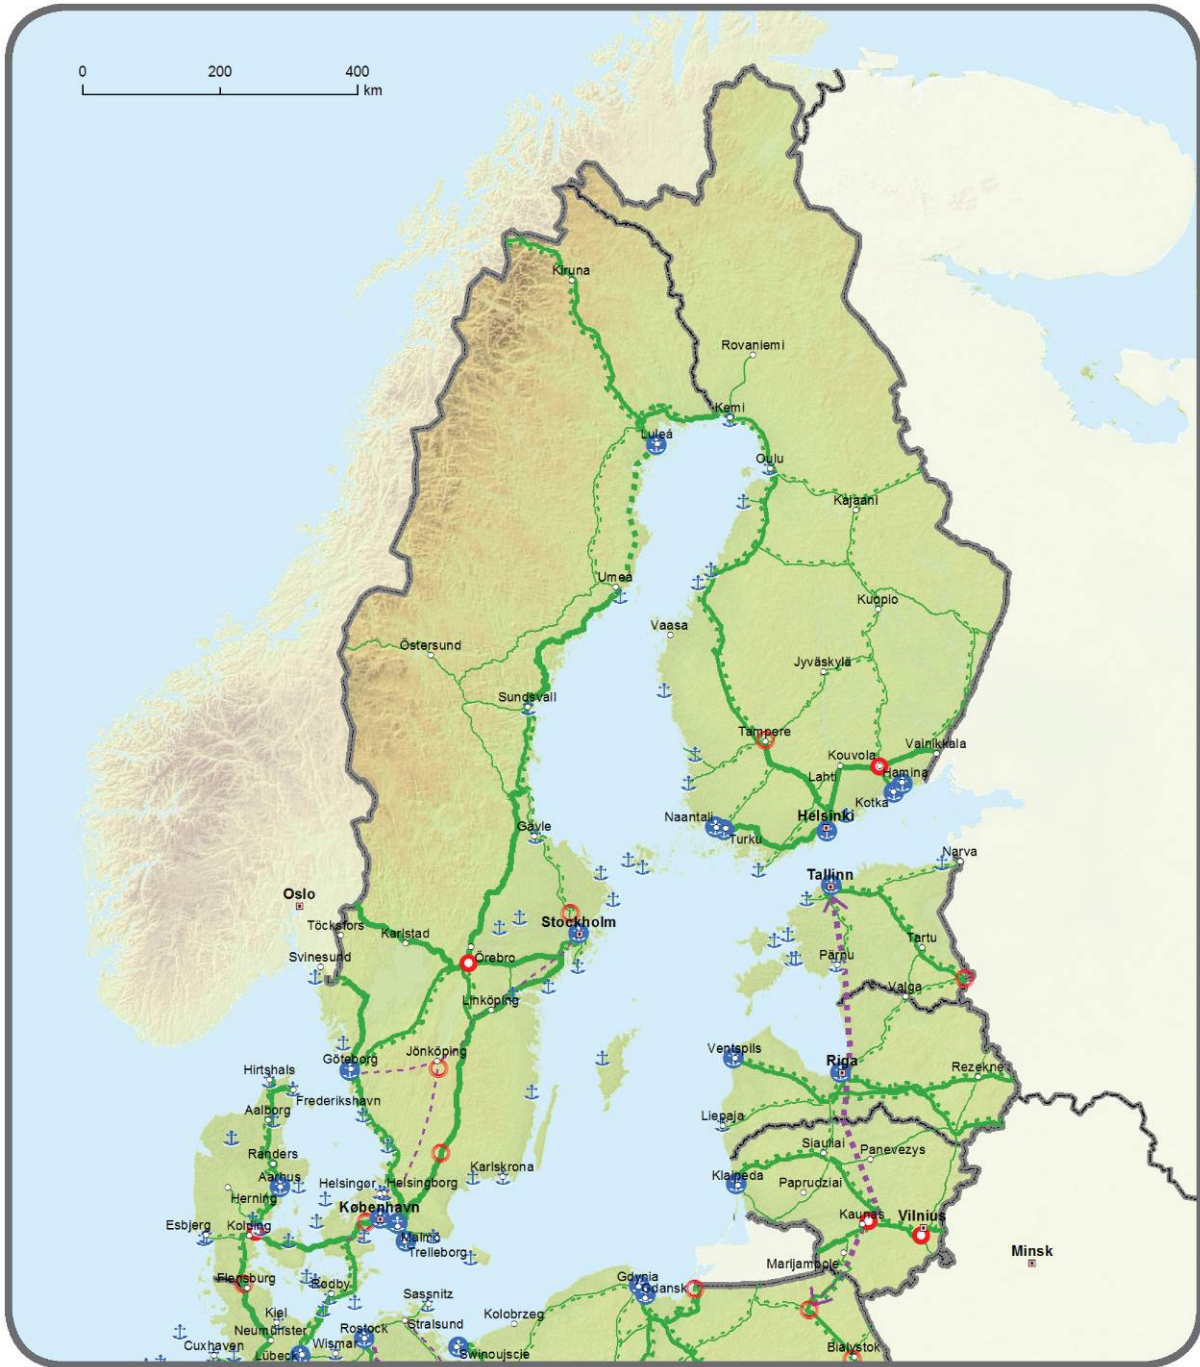 0 200 400
km
Kiruna
Rovaniemi
Kemi
Luleå
Oulu
Kajaani
Umeå
Kuopio
Vaasa
Östersund
Jyväskylä
Sundsvall
Tampere
Vainikkala
Kouvola
Lahti
Hamina
Kotka
Naantali
Helsinki
Gävle
Turku
Narva
Tallinn
Oslo
Töcksfors
Stockholm
Karlstad
Tartu
Svinesund
Örebro
Pärnu
Valga
Linköping
Göteborg
Jönköping
Ventspils
Riga
Rezekne
Hirtshals
Frederikshavn
Aalborg
Liepaja
Siauliai
Panevezys
Randers
Karlskrona
Aarhus
Helsingør
Helsingborg
Klaipeda
Paprudziai
Herning
København
Esbjerg
Kolding
Kaunas
Vilnius
Malmö
Trelleborg
Minsk
Marijampole
Flensburg
Rødby
Gdynia
Gdansk
Sassnitz
Kiel
Kolobrzeg
Stralsund
Neumünster
Rostock
Cuxhaven
Wismar
Lübeck
Swinoujscie
Bialystok